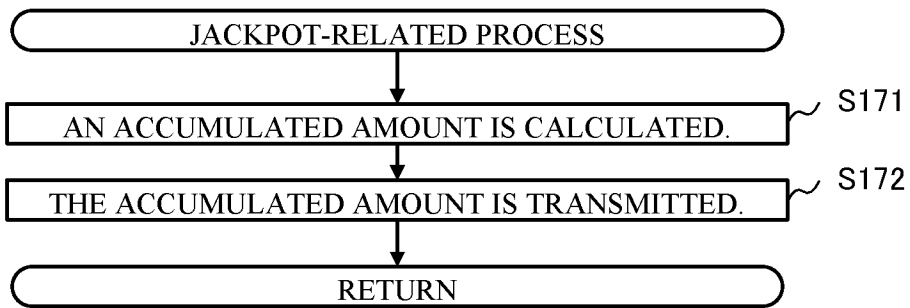 JACKPOT-RELATED PROCESS
AN ACCUMULATED AMOUNT IS CALCULATED.
S171
THE ACCUMULATED AMOUNT IS TRANSMITTED.
S172
RETURN